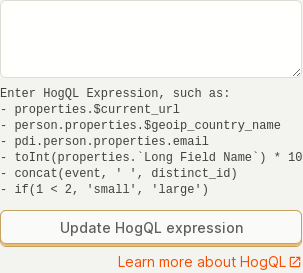 Enter HogQL Expression, such as:
- properties.$current_url
- person.properties.$geoip_country_name
- pdi.person.properties.email
- toInt(properties.`Long Field Name`) * 10
- concat(event, ' ', distinct_id)
- if(1 < 2, 'small', 'large')
Update HogQL expression
Learn more about HogQL